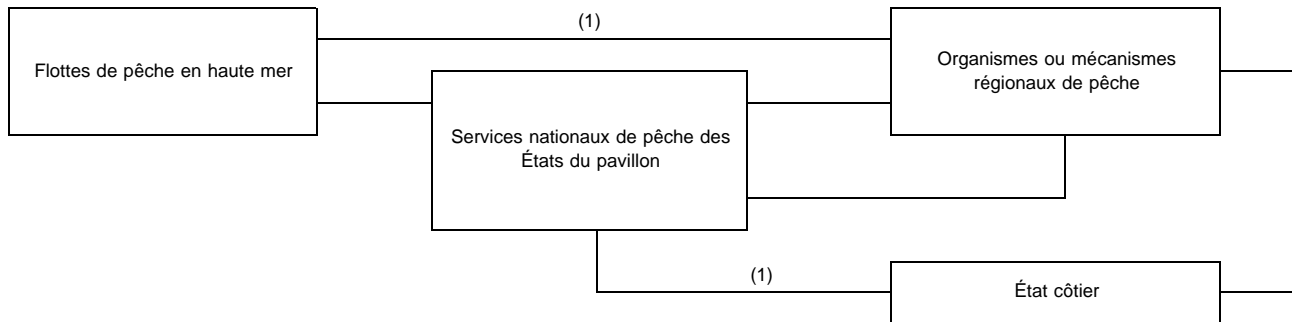 (1)
Flottes de pêche en haute mer
Organismes ou mécanismes
régionaux de pêche
Services nationaux de pêche des
États du pavillon
(1)
État côtier